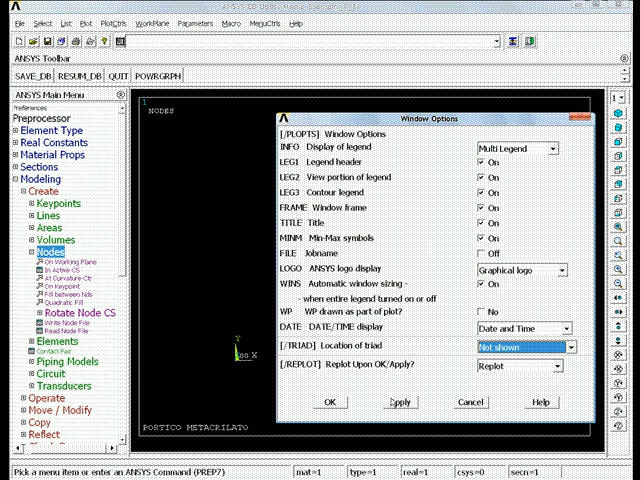 File Select List Plot PlotCtrls WorkPlane Parameters Macro MenuCtrls Help
ANSYS Toolbar
SAVE_DB RESUM_DB QUIT POWRGRPH
ANSYS Main Menu
Preferences
Preprocessor
Element Type
Real Constants
Material Props
Sections
Modeling
Create
Keypoints
Lines
Areas
Volumes
Nodes
On Working Plane
In Active CS
At Curvature Ctr
On Keypoint
Fill between Nds
Quadratic Fill
Rotate Node CS
Write Node File
Read Node File
Elements
Contact Pair
Piping Models
Circuit
Transducers
Operate
Move / Modify
Copy
Reflect
1
NODES
Y
X
PORTICO METACRILATO
Window Options
[/PLOPTS] Window Options
INFO Display of legend Multi Legend
LEG1 Legend header On
LEG2 View portion of legend On
LEG3 Contour legend On
FRAME Window frame On
TITLE Title On
MINM Min-Max symbols On
FILE Jobname Off
LOGO ANSYS logo display Graphical logo
WINS Automatic window sizing - On
- when entire legend turned on or off
WP WP drawn as part of plot? No
DATE DATE/TIME display Date and Time
[/TRIAD] Location of triad Not shown
[/REPLOT] Replot Upon OK/Apply? Replot
OK Apply Cancel Help
1
Pick a menu item or enter an ANSYS Command (PREP7) mat=1 type=1 real=1 csys=0 secn=1